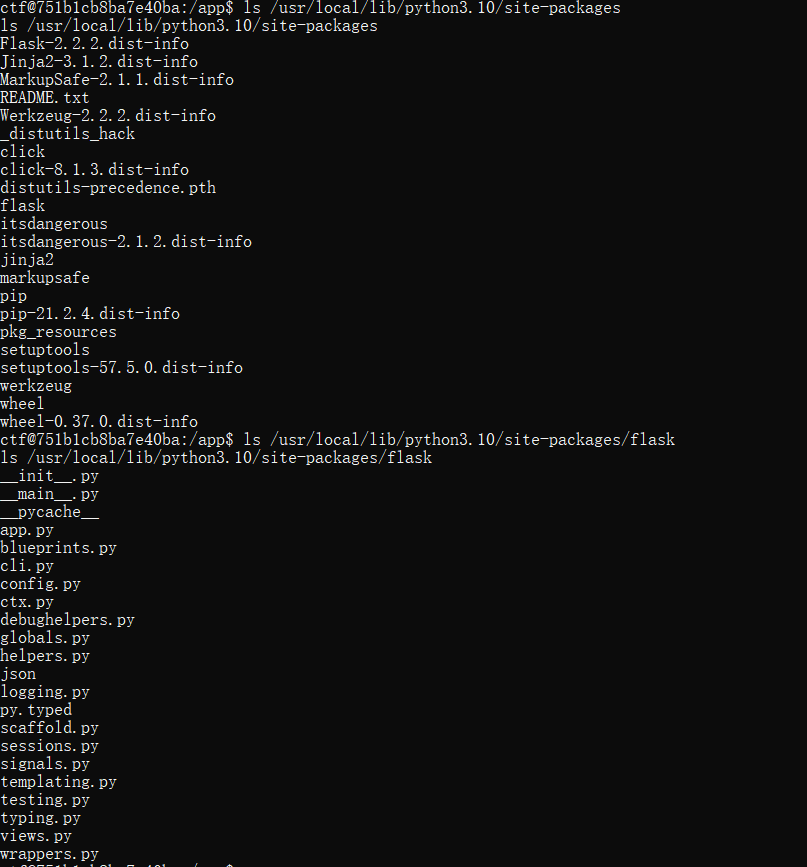 ctf@751b1cb8ba7e40ba:/app$ ls /usr/local/lib/python3.10/site-packages
ls /usr/local/lib/python3.10/site-packages
Flask-2.2.2.dist-info
Jinja2-3.1.2.dist-info
MarkupSafe-2.1.1.dist-info
README.txt
Werkzeug-2.2.2.dist-info
_distutils_hack
click
click-8.1.3.dist-info
distutils-precedence.pth
flask
itsdangerous
itsdangerous-2.1.2.dist-info
jinja2
markupsafe
pip
pip-21.2.4.dist-info
pkg_resources
setuptools
setuptools-57.5.0.dist-info
werkzeug
wheel
wheel-0.37.0.dist-info
ctf@751b1cb8ba7e40ba:/app$ ls /usr/local/lib/python3.10/site-packages/flask
ls /usr/local/lib/python3.10/site-packages/flask
__init__.py
__main__.py
__pycache__
app.py
blueprints.py
cli.py
config.py
ctx.py
debughelpers.py
globals.py
helpers.py
json
logging.py
py.typed
scaffold.py
sessions.py
signals.py
templating.py
testing.py
typing.py
views.py
wrappers.py